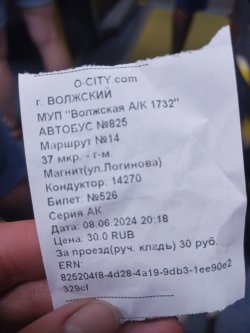 O-CITY.com
г. ВОЛЖСКИЙ
МУП "Волжская А/К 1732"
АВТОБУС №825
Маршрут №14
37 мкр. - г-м.
Магнит(ул.Логинова)
Кондуктор: 14270
Билет: №526
Серия АК
Дата: 08.06.2024 20:18
Цена: 30.0 RUB
За проезд(руч. клгдь) 30 руб.
ERN:
825204f8-4d28-4a19-9db3-1ee90e2
329cf